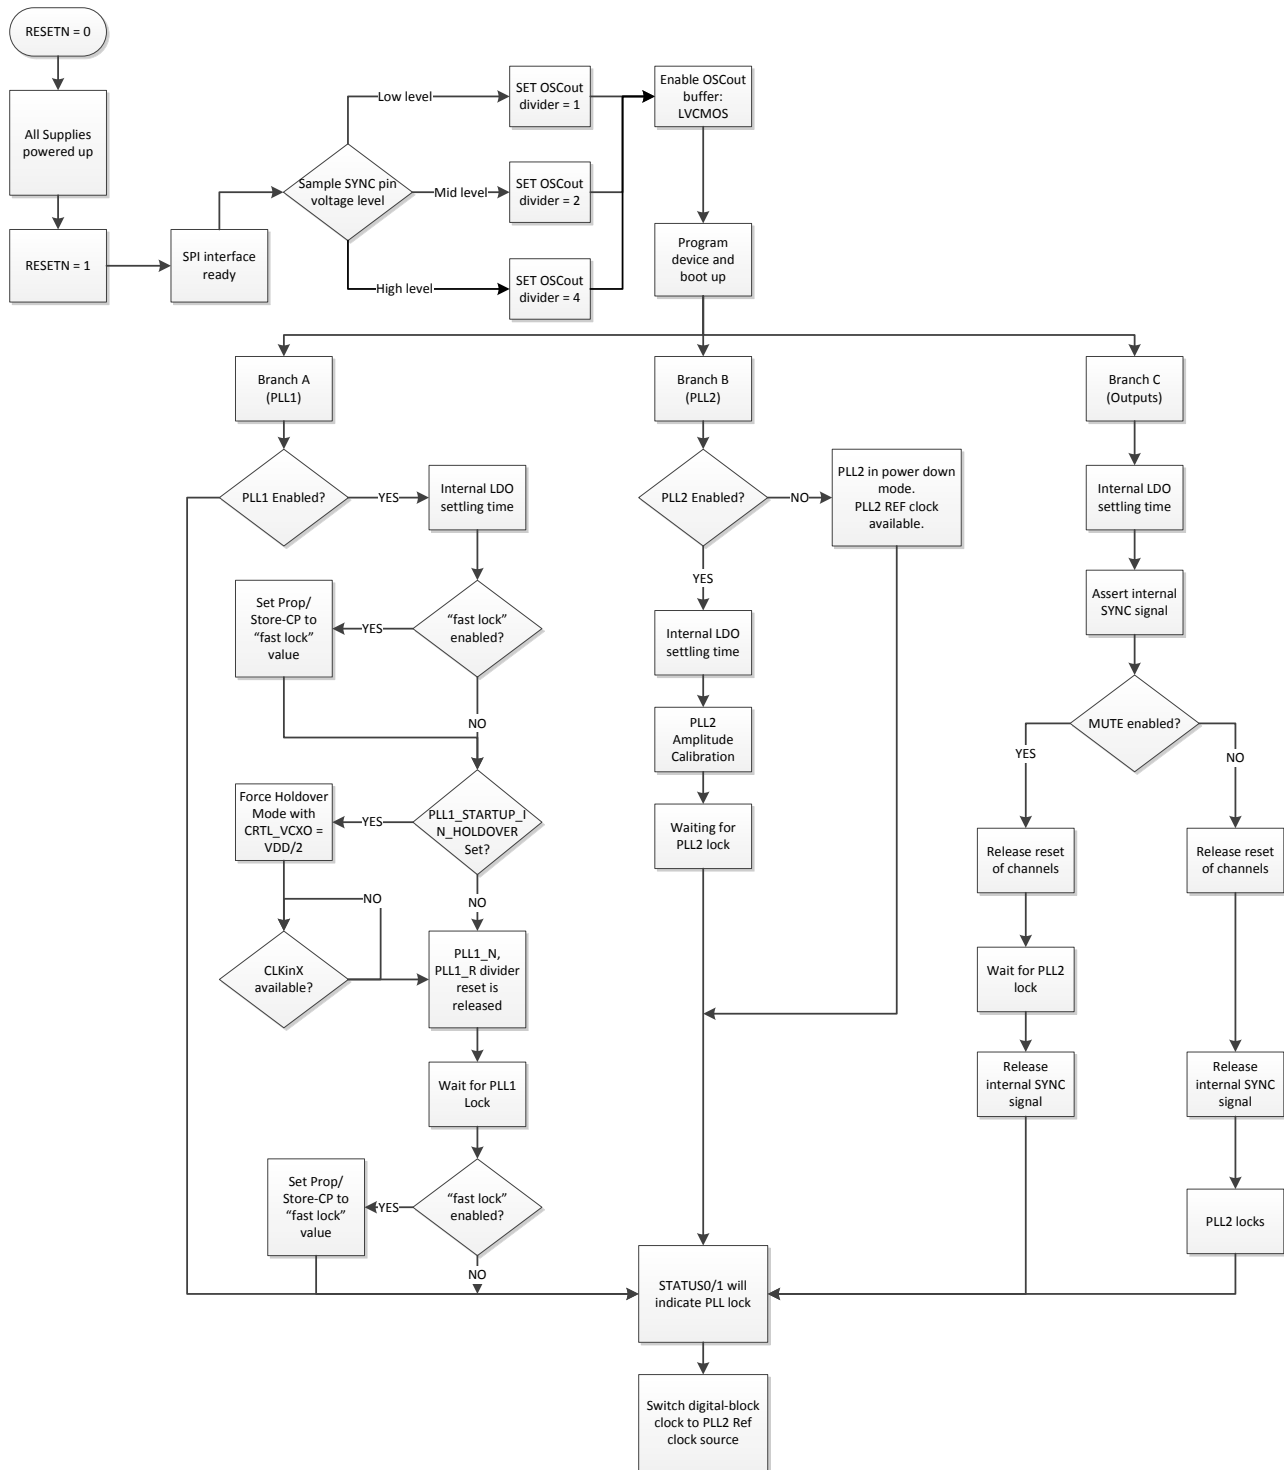 RESETN = 0
All Supplies
powered up
RESETN = 1
SPI interface
ready
Sample SYNC pin
voltage level
Low level
Mid level
High level
SET OSCout
divider = 1
SET OSCout
divider = 2
SET OSCout
divider = 4
Enable OSCout
buffer:
LVCMOS
Program
device and
boot up
Branch A
(PLL1)
PLL1 Enabled?
YES
Internal LDO
settling time
"fast lock"
enabled?
YES
Set Prop/
Store-CP to
"fast lock"
value
NO
PLL1_STARTUP_I
N_HOLDOVER
Set?
YES
Force Holdover
Mode with
CRTL_VCXO =
VDD/2
NO
NO
CLKinX
available?
PLL1_N,
PLL1_R divider
reset is
released
Wait for PLL1
Lock
"fast lock"
enabled?
YES
Set Prop/
Store-CP to
"fast lock"
value
NO
Branch B
(PLL2)
PLL2 Enabled?
NO
PLL2 in power down
mode.
PLL2 REF clock
available.
YES
Internal LDO
settling time
PLL2
Amplitude
Calibration
Waiting for
PLL2 lock
Branch C
(Outputs)
Internal LDO
settling time
Assert internal
SYNC signal
MUTE enabled?
YES
NO
Release reset
of channels
Wait for PLL2
lock
Release
internal SYNC
signal
Release reset
of channels
Release
internal SYNC
signal
PLL2 locks
STATUS0/1 will
indicate PLL lock
Switch digital-block
clock to PLL2 Ref
clock source